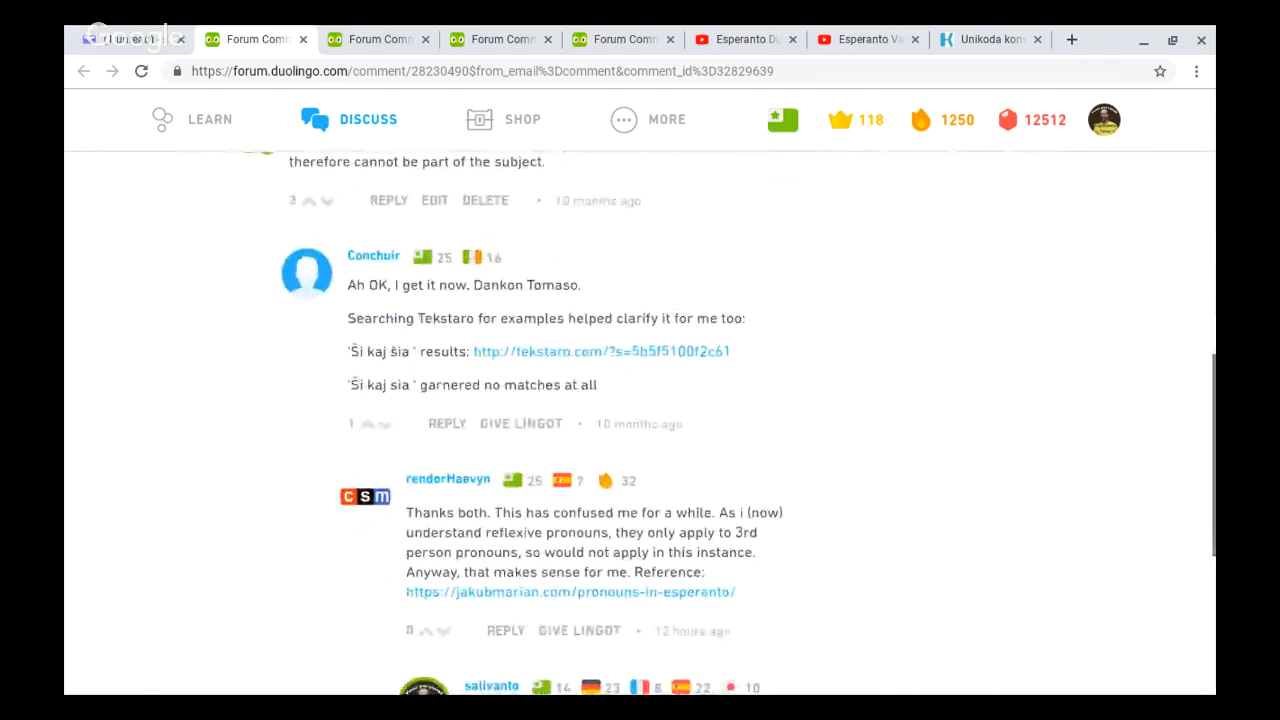 Google
Forum Comm
Forum Comm
Forum Comm
Forum Comm
Esperanto Du
Esperanto Va
Unikoda kon
https://forum.duolingo.com/comment/28230490$from_email%3Dcomment&comment_id%3D32829639
LEARN
DISCUSS
SHOP
MORE
118
1250
12512
therefore cannot be part of the subject.
3 REPLY EDIT DELETE • 10 months ago
Conchuir 25 16
Ah OK, I get it now. Dankon Tomaso.
Searching Tekstaro for examples helped clarify it for me too:
'Ŝi kaj ŝia ' results: http://tekstaro.com/?s=5b5f5100f2c61
'Ŝi kaj sia ' garnered no matches at all
1 REPLY GIVE LINGOT • 10 months ago
csm
rendorHaevyn 25 7 32
Thanks both. This has confused me for a while. As i (now)
understand reflexive pronouns, they only apply to 3rd
person pronouns, so would not apply in this instance.
Anyway, that makes sense for me. Reference:
https://jakubmarian.com/pronouns-in-esperanto/
0 REPLY GIVE LINGOT • 12 hours ago
salivanto 14 23 8 22 10